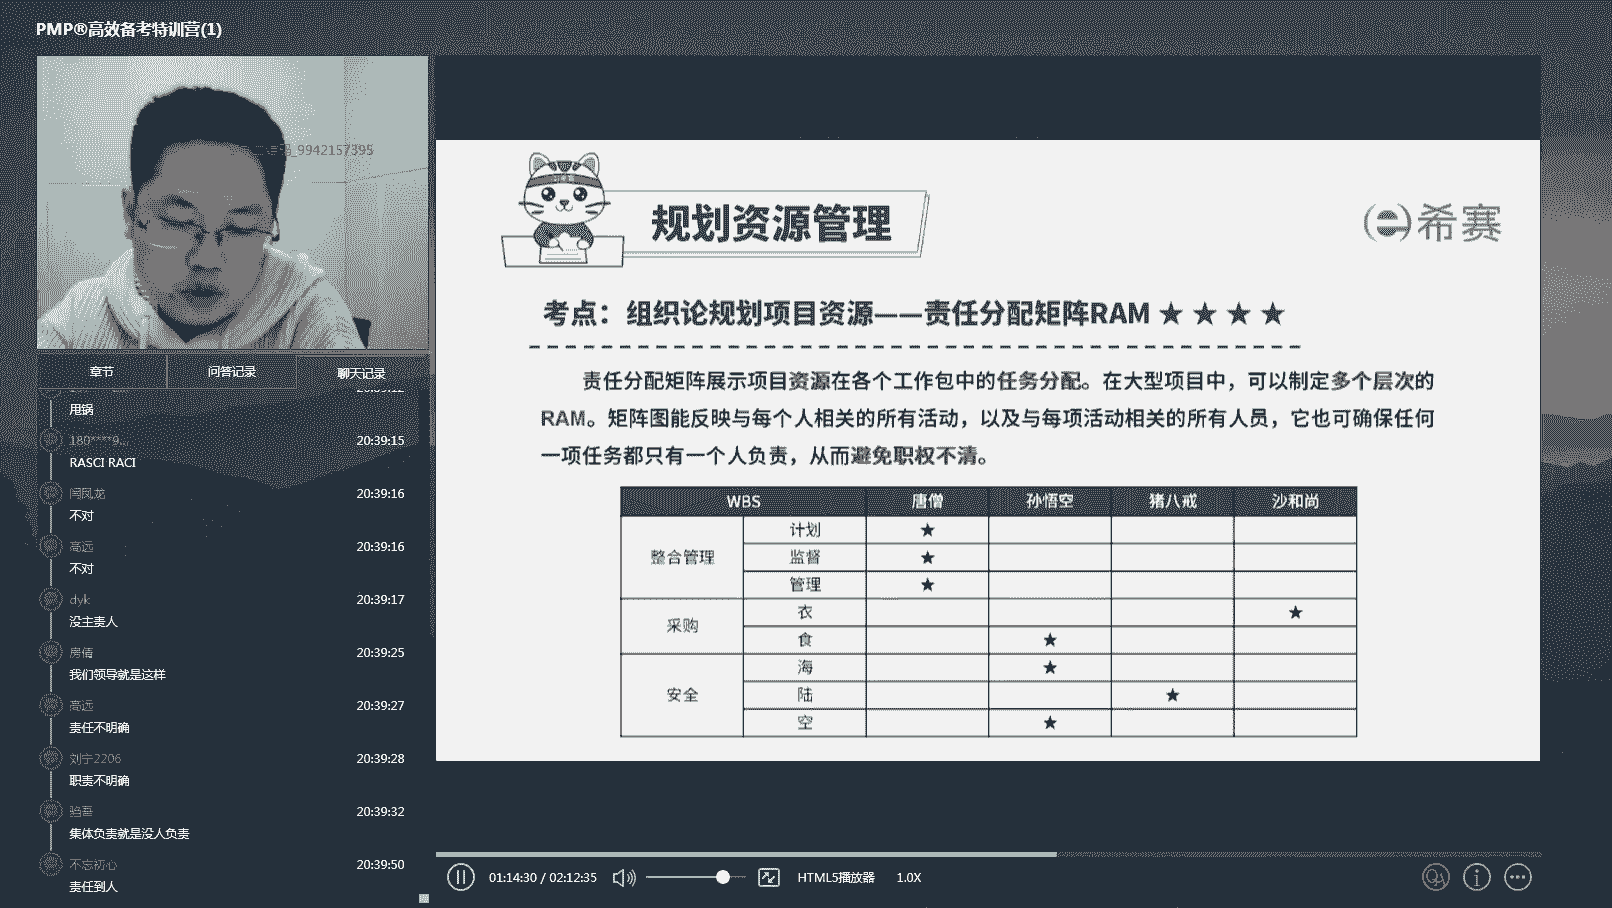 PMP®高效备考特训营(1)
_9942157395
章节
问答记录
聊天记录
甩锅
180****9...
20:39:15
RASCI RACI
闫凤龙
20:39:16
不对
高远
20:39:16
不对
dyk
20:39:17
没主责人
房倩
20:39:25
我们领导就是这样
高远
20:39:27
责任不明确
刘宁2206
20:39:28
职责不明确
20:39:32
集体负责就是没人负责
不忘初心
20:39:50
责任到人
规划资源管理
希赛
考点：组织论规划项目资源——责任分配矩阵RAM ★ ★ ★ ★
责任分配矩阵展示项目资源在各个工作包中的任务分配。在大型项目中，可以制定多个层次的
RAM。矩阵图能反映与每个人相关的所有活动，以及与每项活动相关的所有人员，它也可确保任何
一项任务都只有一个人负责，从而避免职权不清。
WBS 唐僧 孙悟空 猪八戒 沙和尚
整合管理 计划 ★
监督 ★
管理 ★
采购 衣 ★
食 ★
安全 海 ★
陆 ★
空 ★
01:14:30 / 02:12:35
HTML5播放器
1.0X